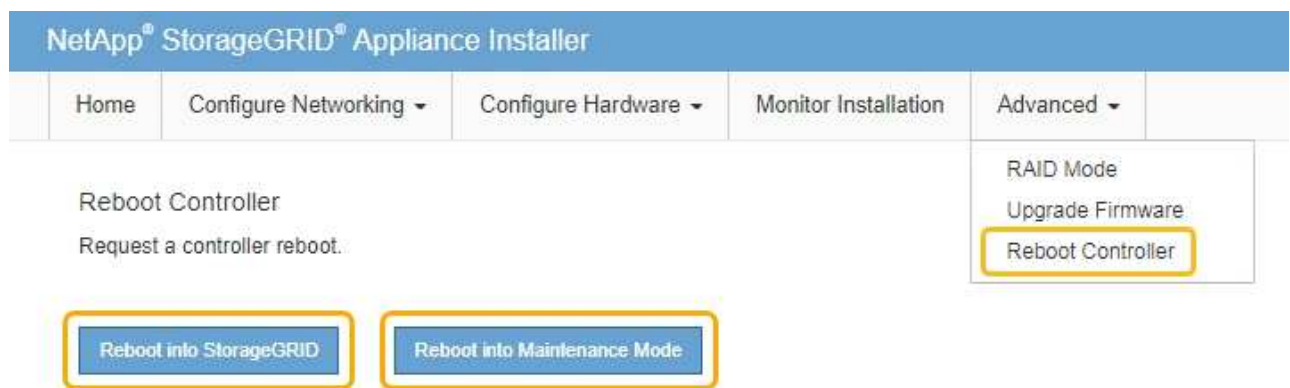 NetApp® StorageGRID® Appliance Installer
Home Configure Networking Configure Hardware Monitor Installation Advanced
RAID Mode
Upgrade Firmware
Reboot Controller
Reboot Controller
Request a controller reboot.
Reboot into StorageGRID Reboot into Maintenance Mode